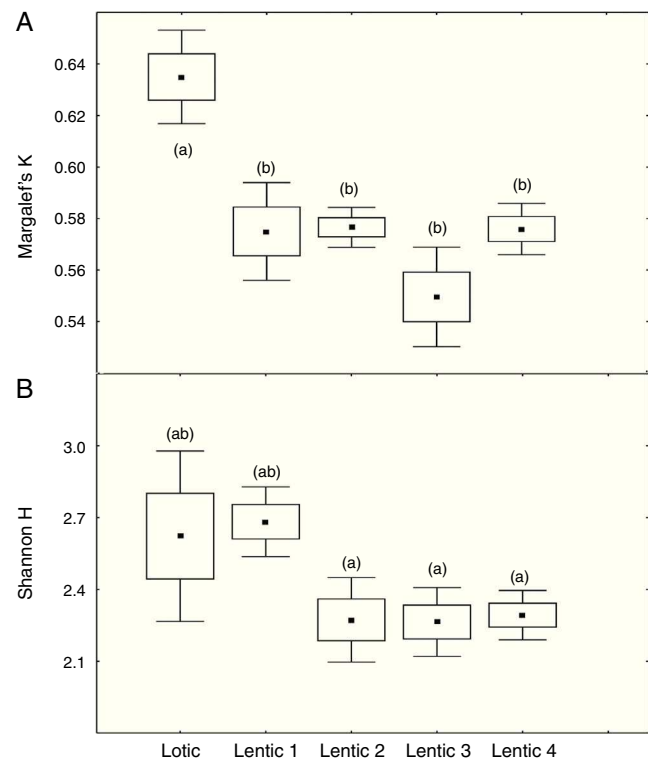 A
Margalef's K
0.64
0.62
0.60
0.58
0.56
0.54
(a)
(b)
(b)
(b)
(b)
B
Shannon H
3.0
2.7
2.4
2.1
(ab)
(ab)
(a)
(a)
(a)
Lotic
Lentic 1
Lentic 2
Lentic 3
Lentic 4